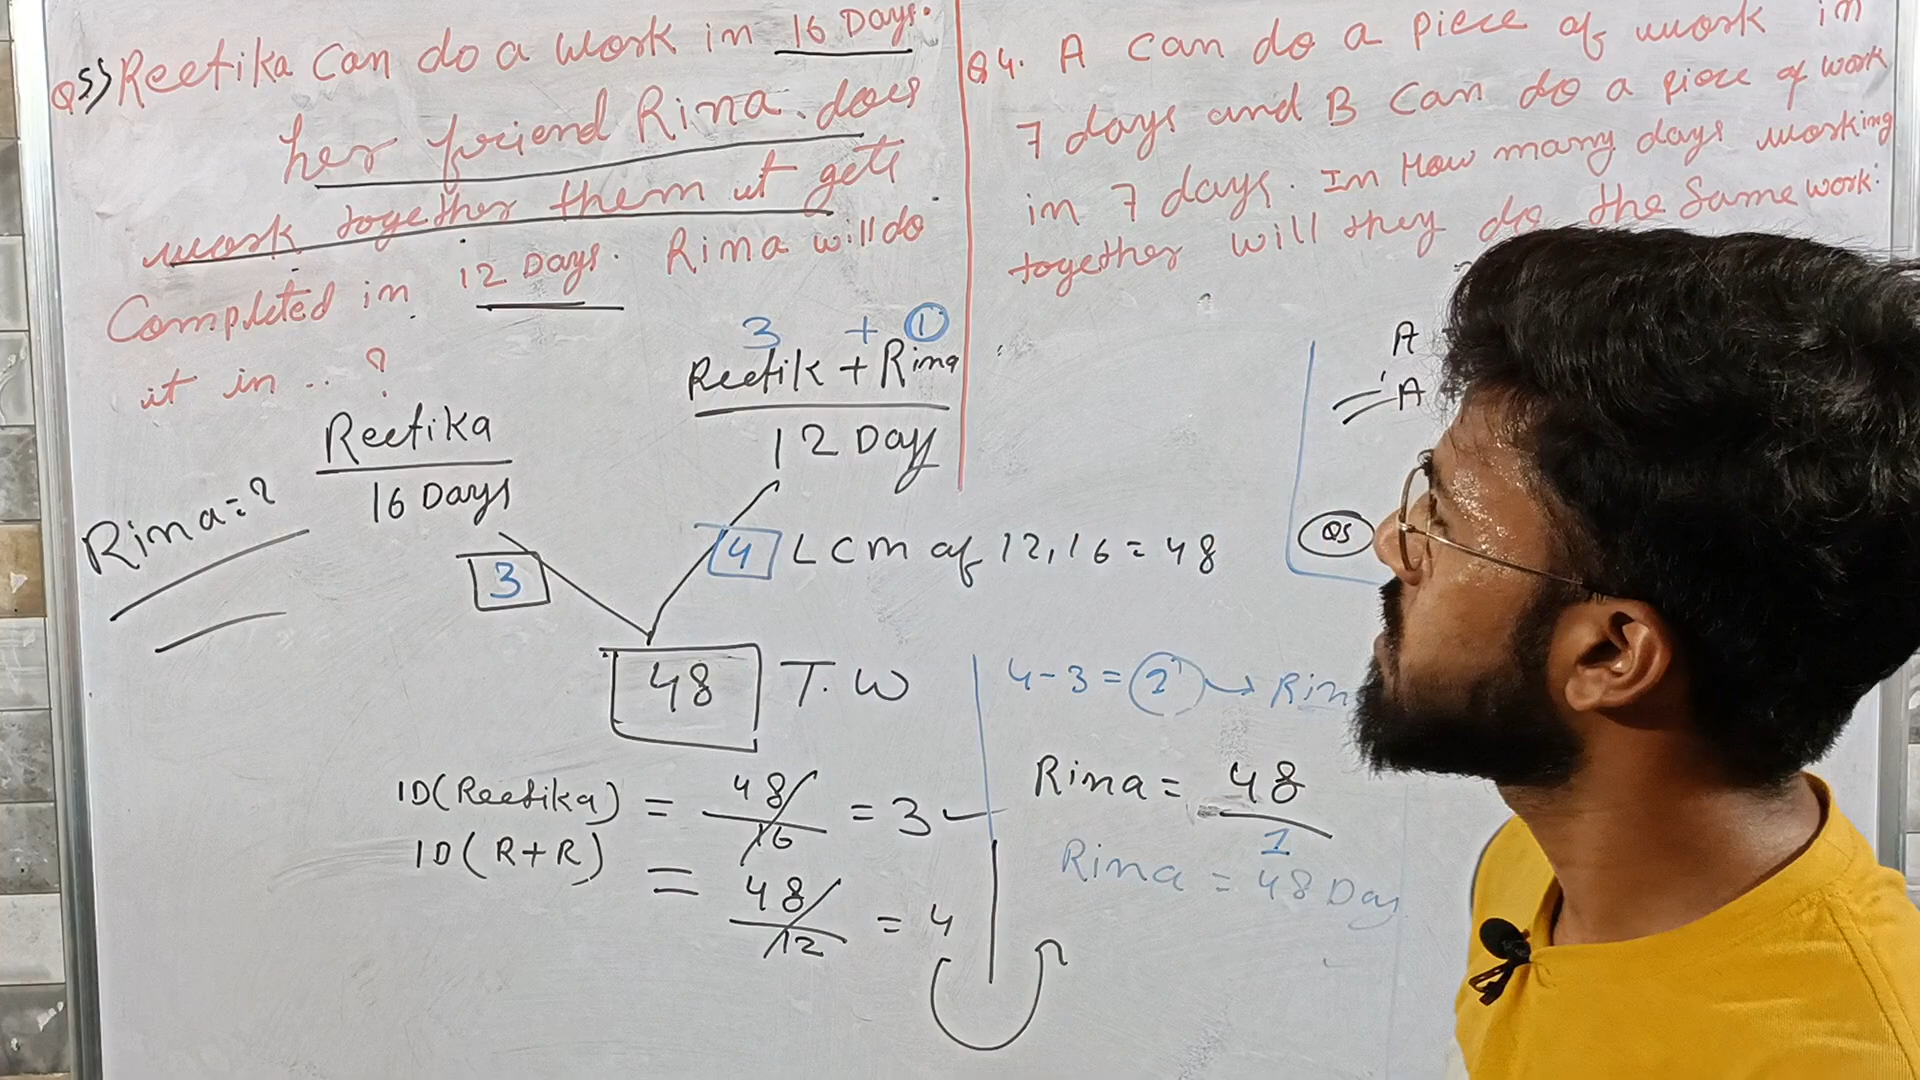 Q5) Reetika can do a work in 16 Days.
her friend Rina. does
work together them it gets
Completed in 12 Days. Rina will do
it in .. ?
Q4. A can do a piece of work in
7 days and B can do a piece of work
in 7 days. In How many days working
together will they do the same work.
3 + 1
Reetik + Rina
12 Day
Reetika
16 Days
Rina = ?
3
4 LCM of 12, 16 = 48
48 T.W
1D(Reetika) = 48/16 = 3
1D(R+R) = 48/12 = 4
A
A
Q5
4-3 = → Rin
Rina = 48/1
Rina = 48 Day